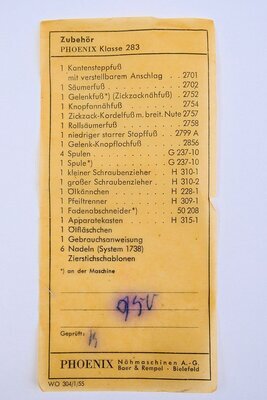 Zubehör
PHOENIX Klasse 283
1 Kantensteppfuß
mit verstellbarem Anschlag . . 2701
1 Säumerfuß . . . . . . . 2702
1 Gelenkfuß*) (Zickzacknähfuß) 2752
1 Knopfannähfuß . . . . . . 2754
1 Zickzack-Kordelfuß m. breit. Nute 2757
1 Rollsäumerfuß . . . . . . 2758
1 niedriger starrer Stopffuß . . 2799 A
1 Gelenk-Knopflochfuß . . . . 2856
4 Spulen . . . . . . G 237-10
1 Spule*) . . . . . . G 237-10
1 kleiner Schraubenzieher . . H 310-1
1 großer Schraubenzieher . . H 310-2
1 Ölkännchen . . . . . H 228-1
1 Pfeiltrenner . . . . . H 309-1
1 Fadenabschneider*) . . . 50 208
1 Apparatekasten . . . . H 315-1
1 Ölfläschchen
1 Gebrauchsanweisung
6 Nadeln (System 1738)
Zierstichschablonen
*) an der Maschine
Geprüft:
PHOENIX Nähmaschinen A.-G.
Baer & Rempel - Bielefeld
WO 304/1/55